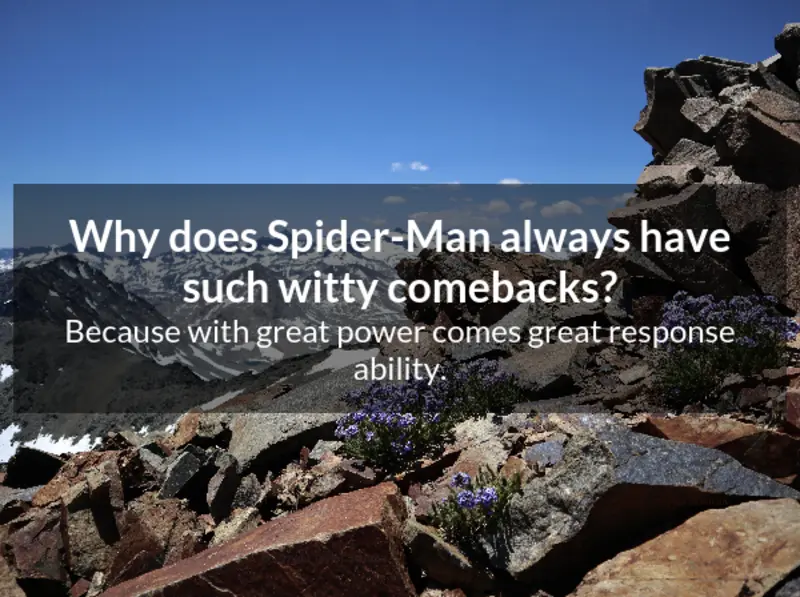 Why does Spider-Man always have
such witty comebacks?
Because with great power comes great response
ability.